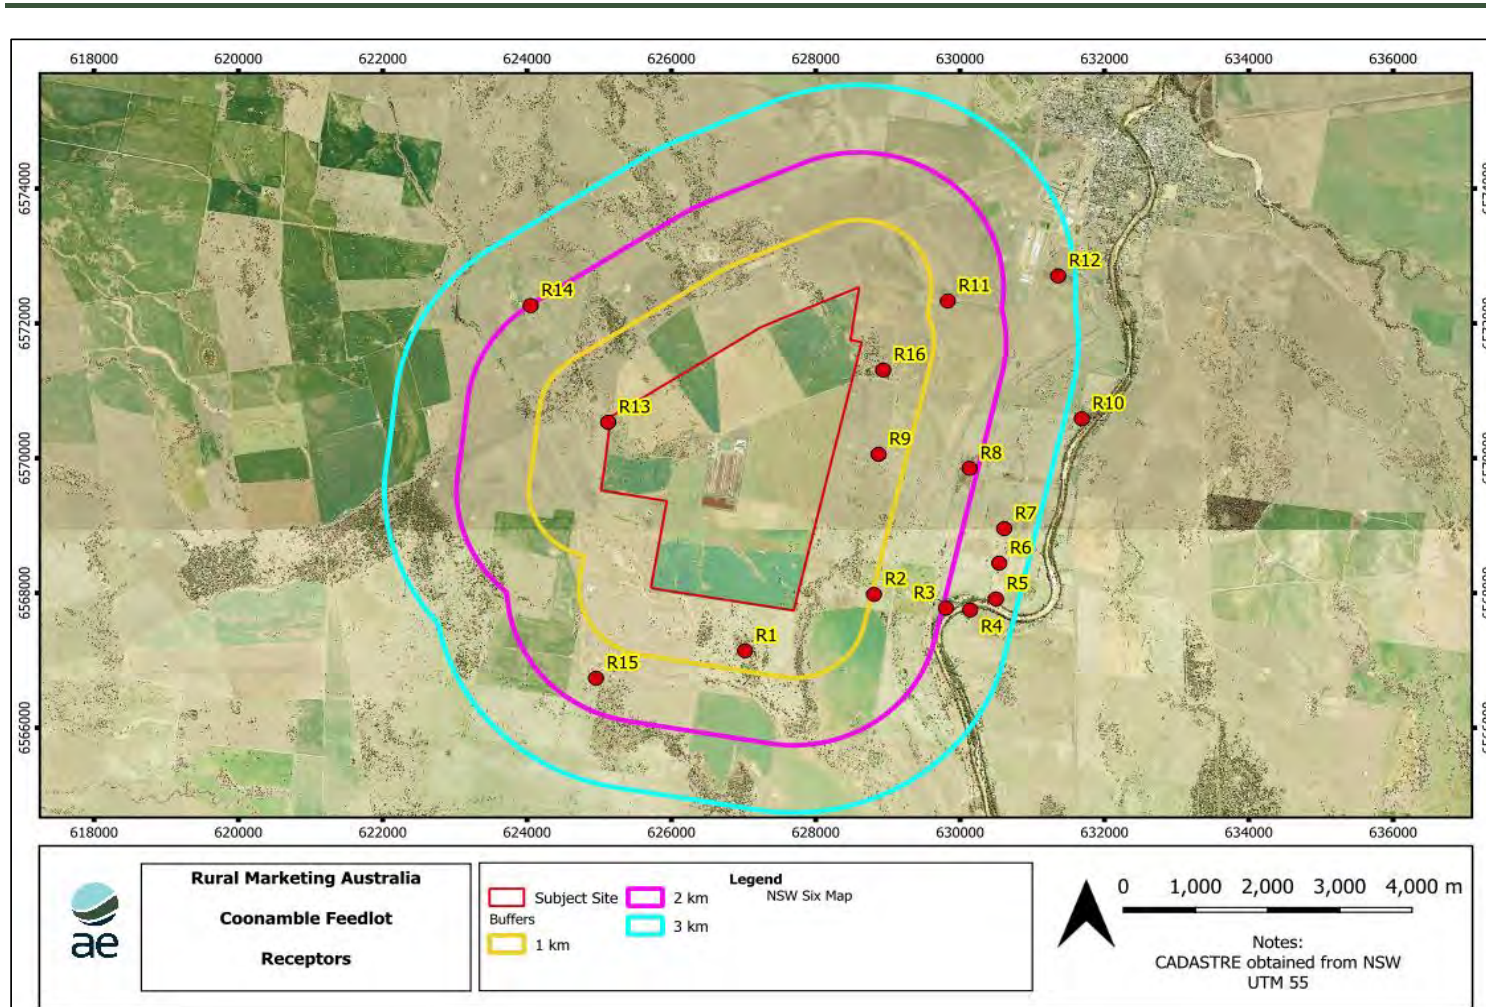 618000 620000 622000 624000 626000 628000 630000 632000 634000 636000
6574000
6572000
6570000
6568000
6566000
R14
R11
R12
R16
R13
R10
R9
R8
R7
R6
R2
R3
R5
R4
R1
R15
618000 620000 622000 624000 626000 628000 630000 632000 634000 636000
ae
Rural Marketing Australia
Coonamble Feedlot
Receptors
Legend
Subject Site
Buffers
1 km
2 km
3 km
NSW Six Map
0 1,000 2,000 3,000 4,000 m
Notes:
CADASTRE obtained from NSW
UTM 55